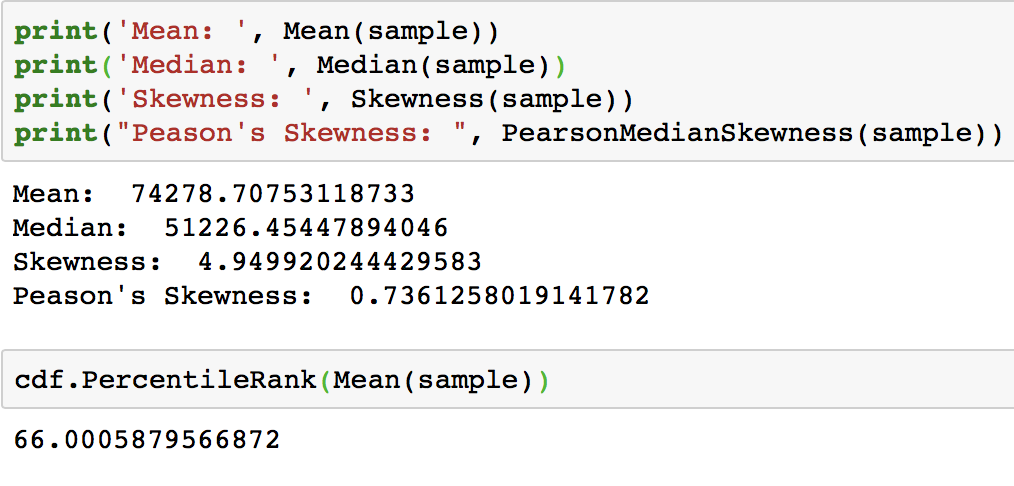 print('Mean: ', Mean(sample))
print('Median: ', Median(sample))
print('Skewness: ', Skewness(sample))
print("Peason's Skewness: ", PearsonMedianSkewness(sample))
Mean:  74278.70753118733
Median:  51226.45447894046
Skewness:  4.949920244429583
Peason's Skewness:  0.7361258019141782
cdf.PercentileRank(Mean(sample))
66.0005879566872